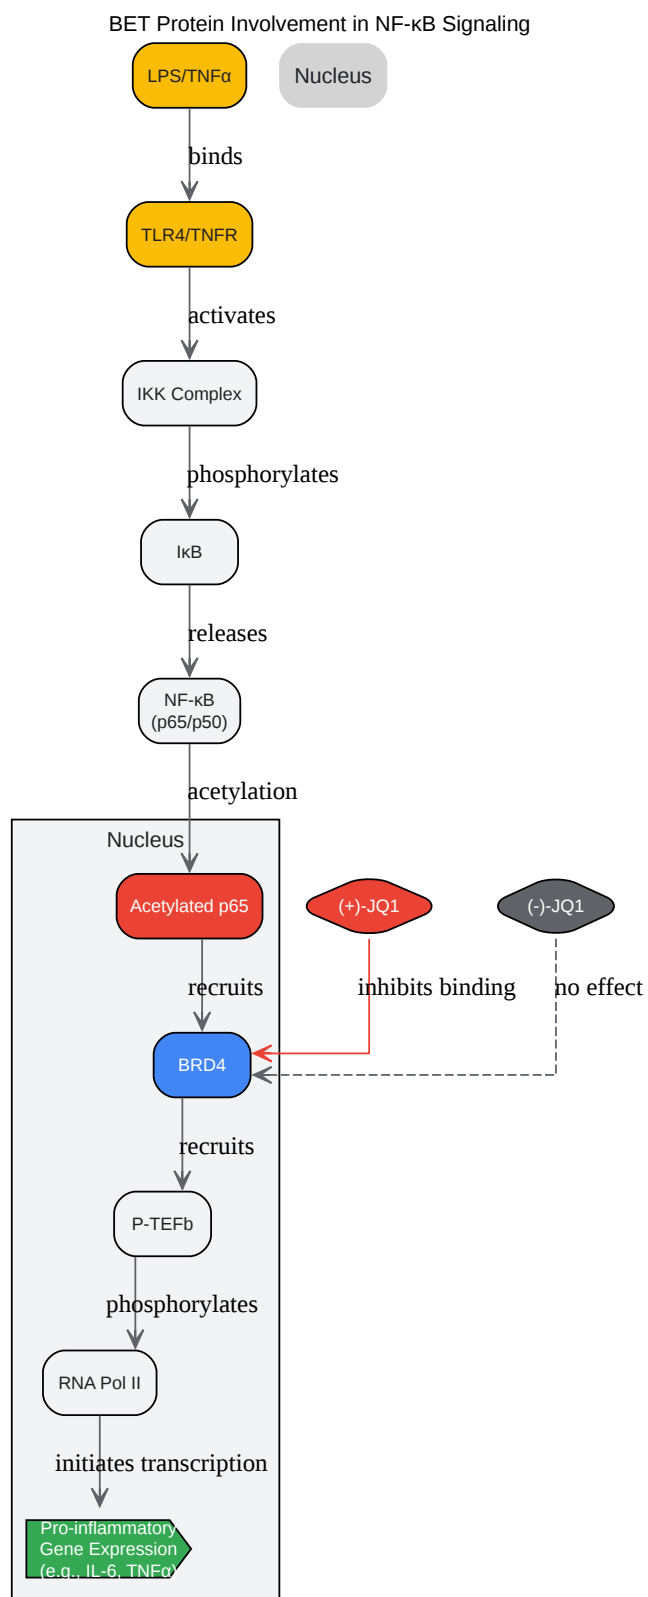 BET Protein Involvement in NF-κB Signaling
LPS/TNFα
Nucleus
binds
TLR4/TNFR
activates
IKK Complex
phosphorylates
IκB
releases
NF-κB
(p65/p50)
acetylation
Nucleus
Acetylated p65
(+)-JQ1
(-)-JQ1
recruits
inhibits binding
no effect
BRD4
recruits
P-TEFb
phosphorylates
RNA Pol II
initiates transcription
Pro-inflammatory
Gene Expression
(e.g., IL-6, TNFα)